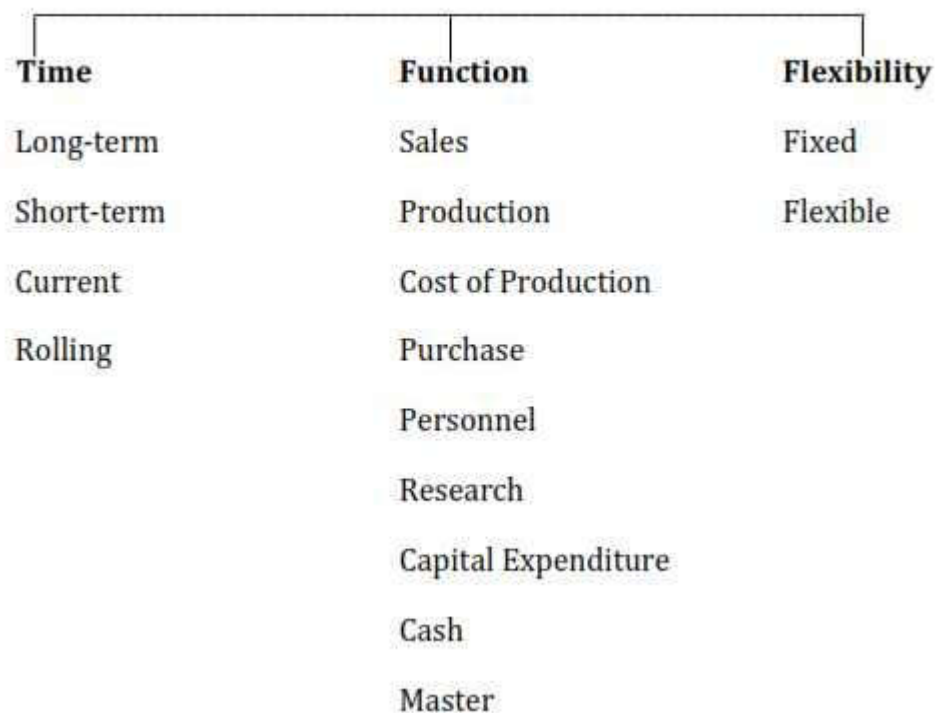 Time Function Flexibility
Long-term Sales Fixed
Short-term Production Flexible
Current Cost of Production
Rolling Purchase
Personnel
Research
Capital Expenditure
Cash
Master